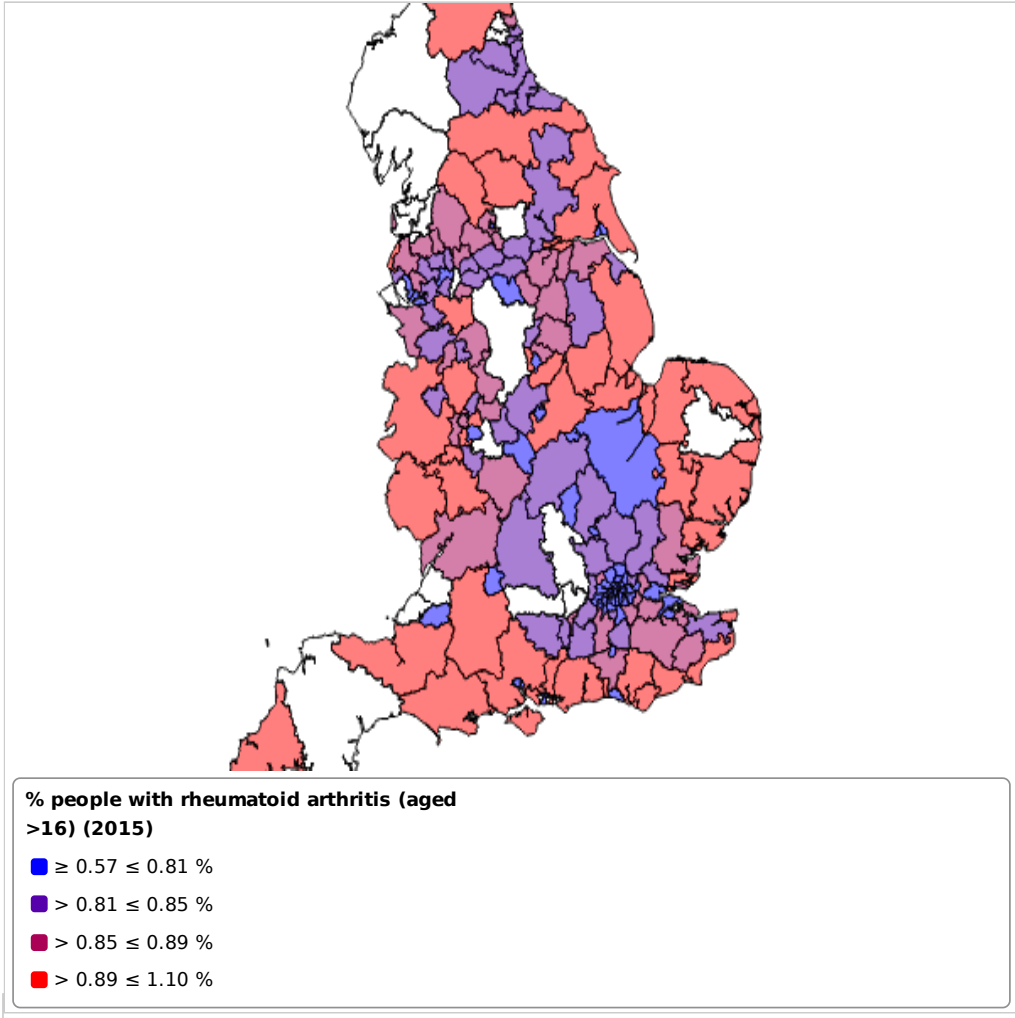 % people with rheumatoid arthritis (aged
>16) (2015)
≥ 0.57 ≤ 0.81 %
> 0.81 ≤ 0.85 %
> 0.85 ≤ 0.89 %
> 0.89 ≤ 1.10 %